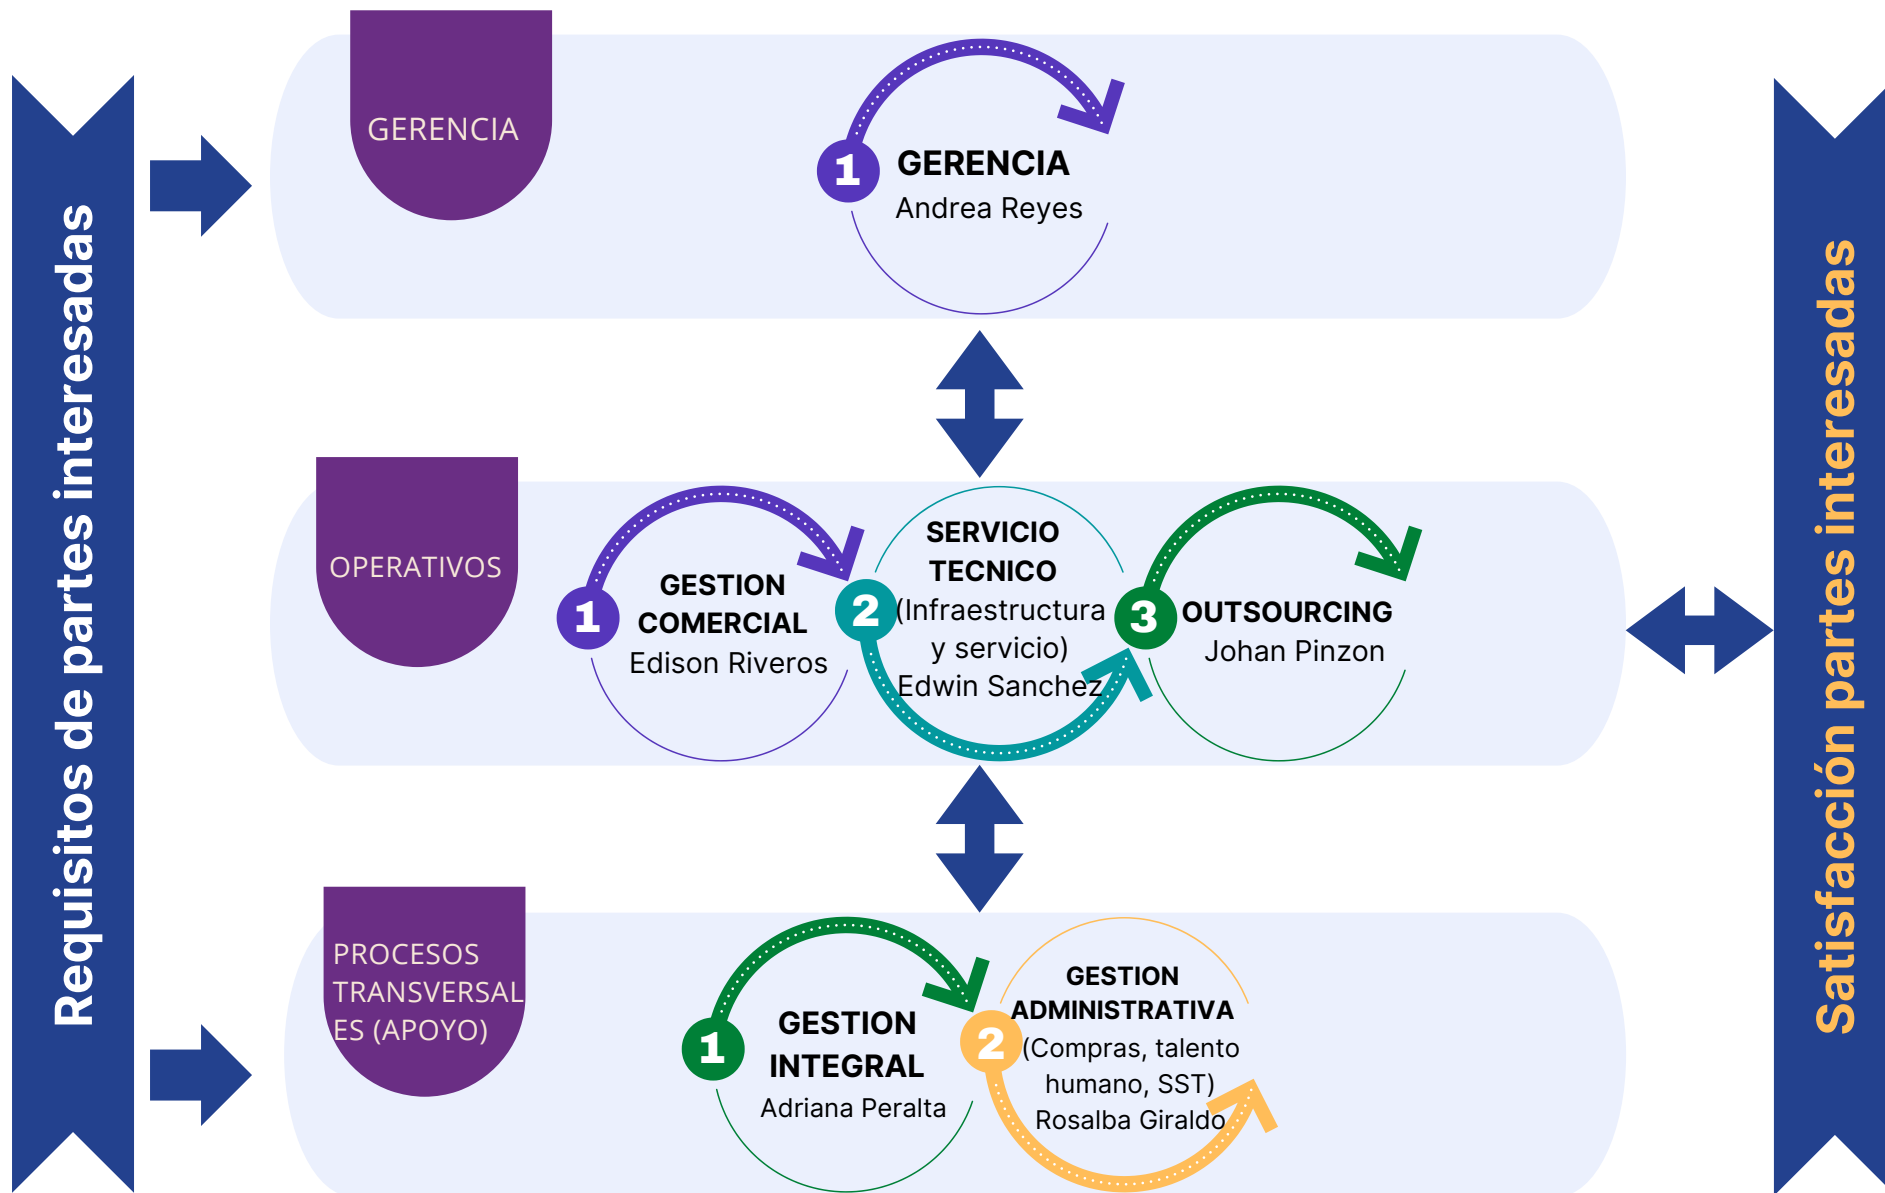 Requisitos de partes interesadas
GERENCIA
1
GERENCIA
Andrea Reyes
OPERATIVOS
1
GESTION
COMERCIAL
Edison Riveros
2
SERVICIO
TECNICO
(Infraestructura
y servicio)
Edwin Sanchez
3
OUTSOURCING
Johan Pinzon
PROCESOS
TRANSVERSAL
ES (APOYO)
1
GESTION
INTEGRAL
Adriana Peralta
2
GESTION
ADMINISTRATIVA
(Compras, talento
humano, SST)
Rosalba Giraldo
Satisfacción partes interesadas